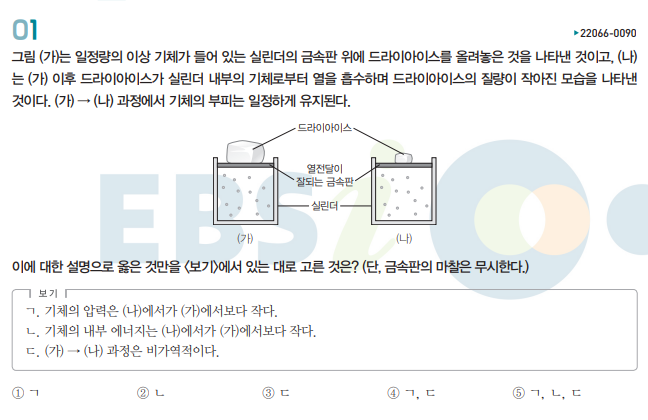 01
▶22066-0090
그림 (가)는 일정량의 이상 기체가 들어 있는 실린더의 금속판 위에 드라이아이스를 올려놓은 것을 나타낸 것이고, (나)
는 (가) 이후 드라이아이스가 실린더 내부의 기체로부터 열을 흡수하며 드라이아이스의 질량이 작아진 모습을 나타낸
것이다. (가) → (나) 과정에서 기체의 부피는 일정하게 유지된다.
드라이아이스
열전달이
잘되는 금속판
실린더
(가)
(나)
EBSi
이에 대한 설명으로 옳은 것만을 <보기>에서 있는 대로 고른 것은? (단, 금속판의 마찰은 무시한다.)
보기
ㄱ. 기체의 압력은 (나)에서가 (가)에서보다 작다.
ㄴ. 기체의 내부 에너지는 (나)에서가 (가)에서보다 작다.
ㄷ. (가) → (나) 과정은 비가역적이다.
① ㄱ ② ㄴ ③ ㄷ ④ ㄱ, ㄷ ⑤ ㄱ, ㄴ, ㄷ